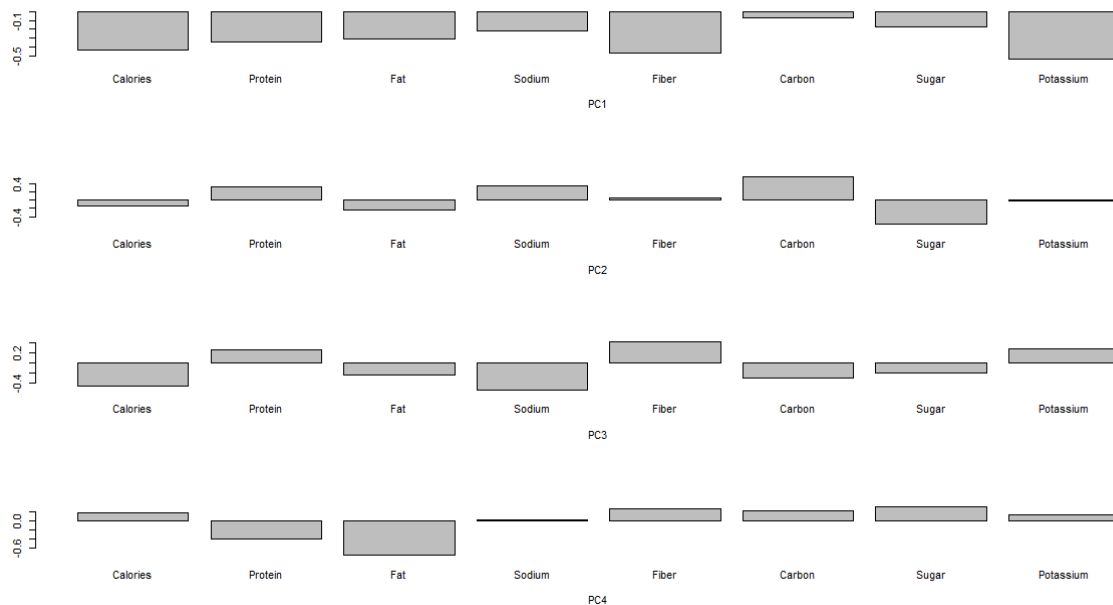 -0.1
-0.5
Calories Protein Fat Sodium Fiber Carbon Sugar Potassium
PC1
0.4
-0.4
Calories Protein Fat Sodium Fiber Carbon Sugar Potassium
PC2
0.2
-0.4
Calories Protein Fat Sodium Fiber Carbon Sugar Potassium
PC3
0.0
-0.6
Calories Protein Fat Sodium Fiber Carbon Sugar Potassium
PC4